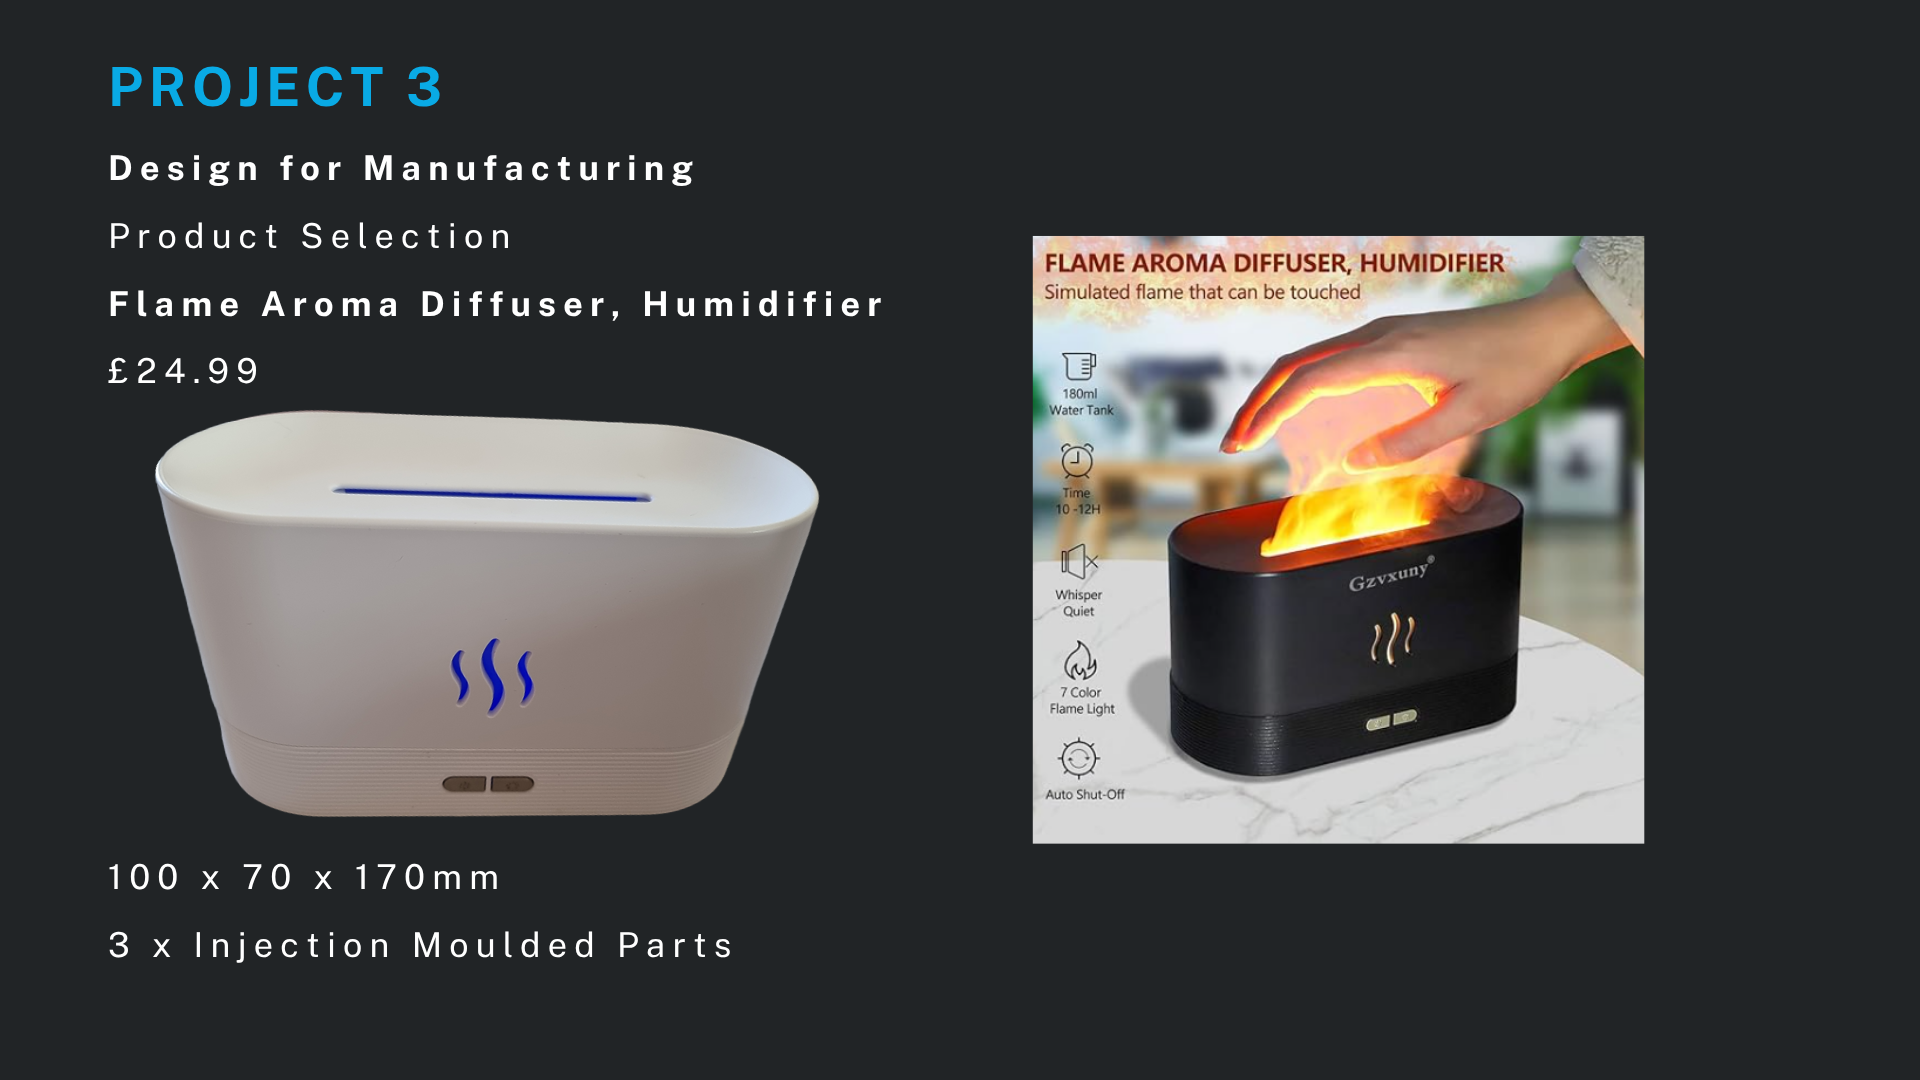 PROJECT 3
Design for Manufacturing
Product Selection
Flame Aroma Diffuser, Humidifier
£24.99
100 x 70 x 170mm
3 x Injection Moulded Parts
FLAME AROMA DIFFUSER, HUMIDIFIER
Simulated flame that can be touched
180ml
Water Tank
Time
10 -12H
Whisper
Quiet
7 Color
Flame Light
Auto Shut-Off
Gzvxuny®